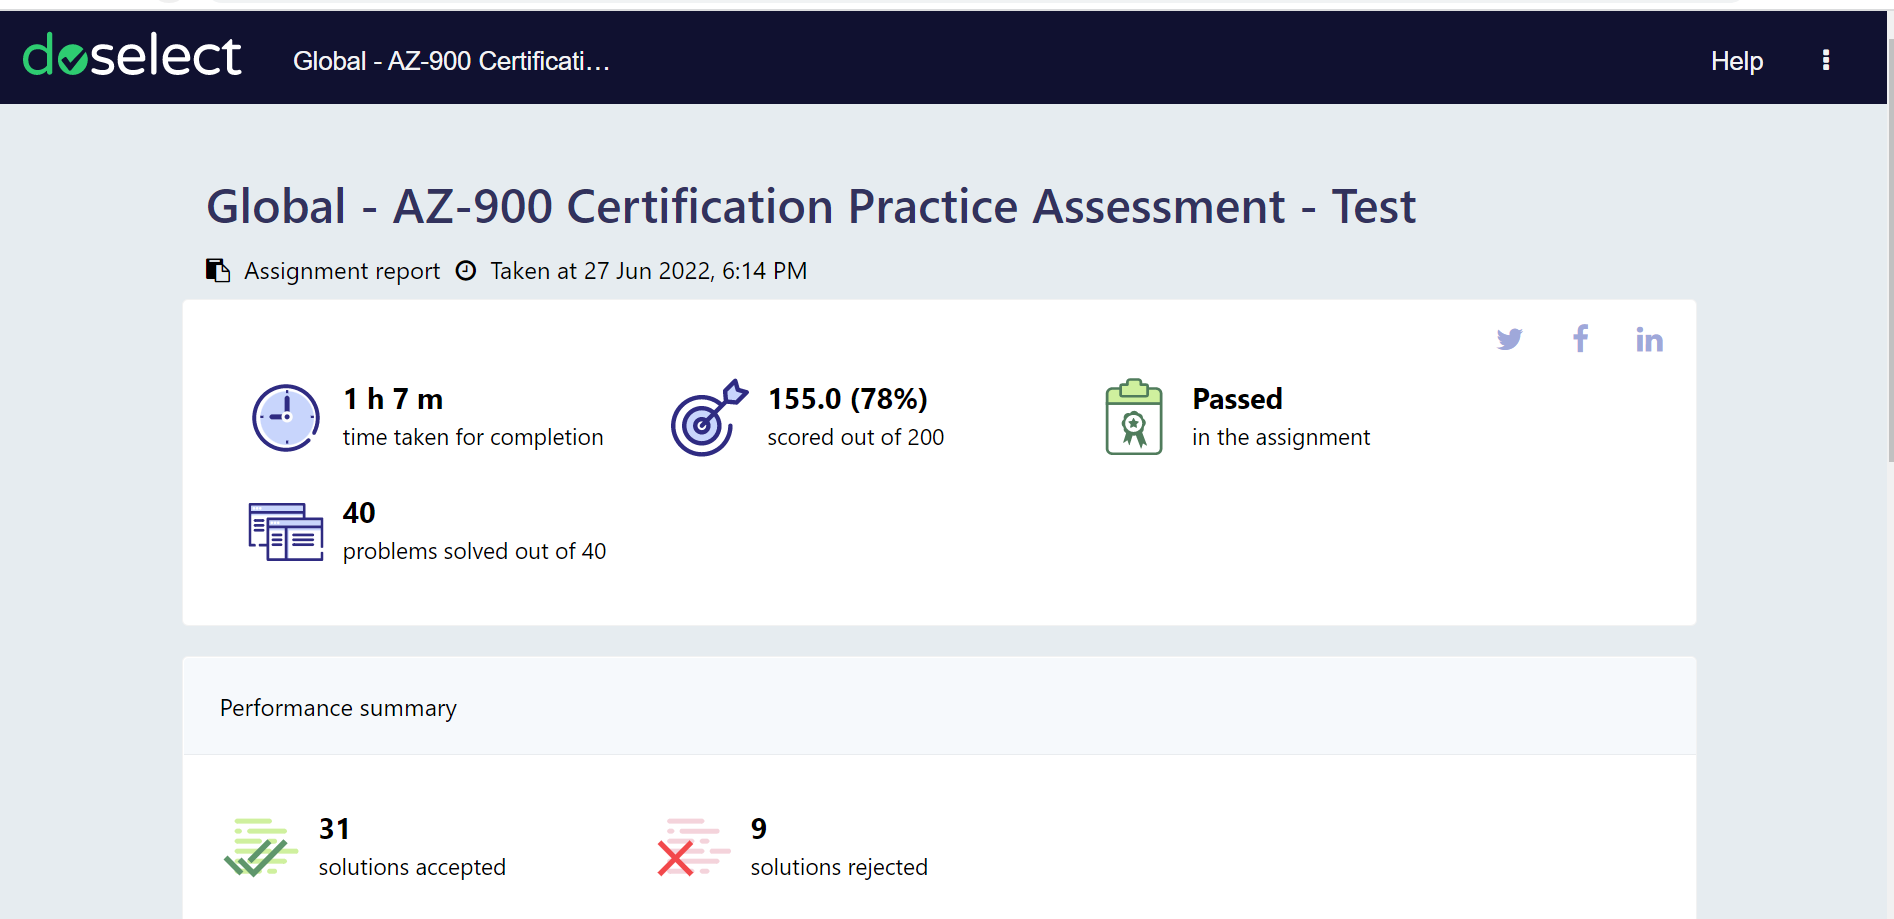 doselect
Global - AZ-900 Certificati...
Help
Global - AZ-900 Certification Practice Assessment - Test
Assignment report Taken at 27 Jun 2022, 6:14 PM
1 h 7 m
time taken for completion
155.0 (78%)
scored out of 200
Passed
in the assignment
40
problems solved out of 40
Performance summary
31
solutions accepted
9
solutions rejected